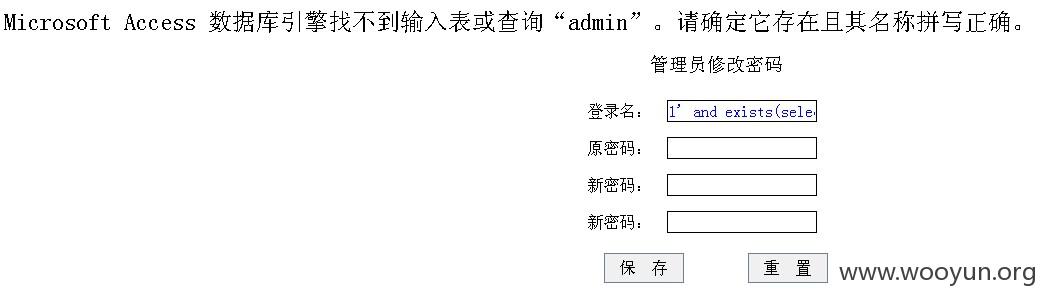 Microsoft Access 数据库引擎找不到输入表或查询“admin”。请确定它存在且其名称拼写正确。
管理员修改密码
登录名： 1' and exists(sele
原密码：
新密码：
新密码：
保 存 重 置
www.wooyun.org